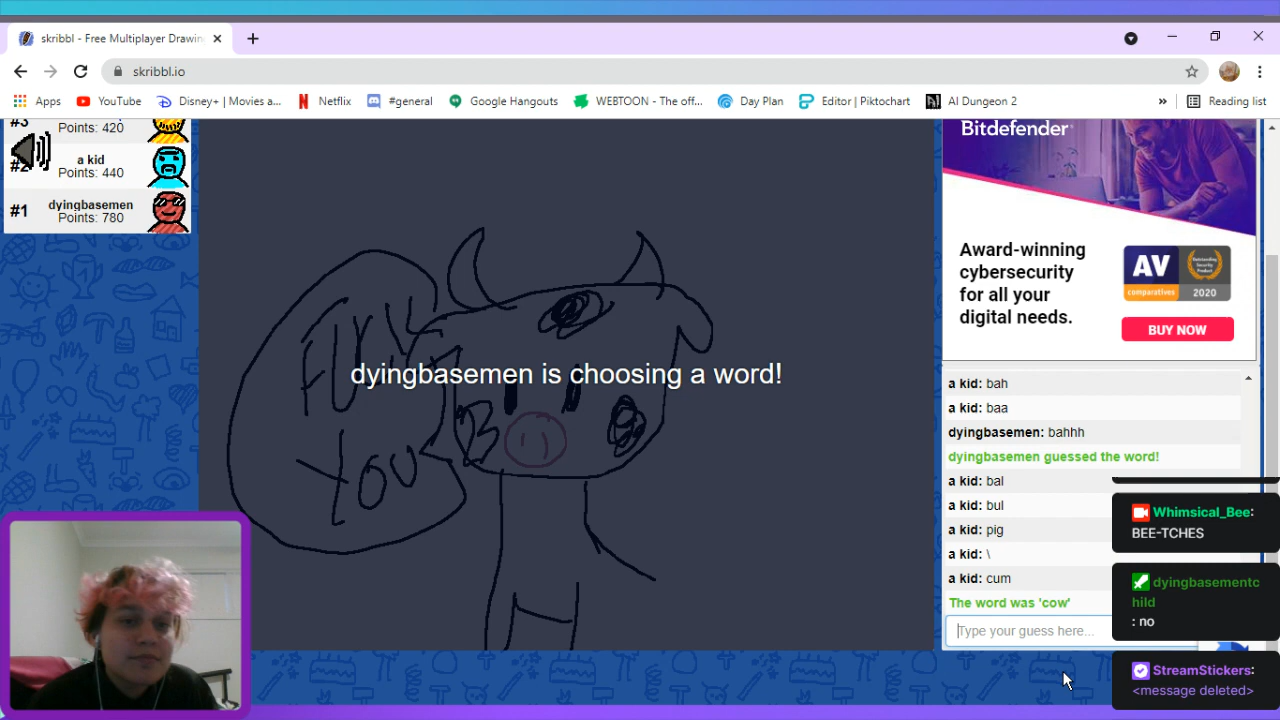 skribbl - Free Multiplayer Drawin
skribbl.io
Apps
YouTube
Disney+ | Movies a...
Netflix
#general
Google Hangouts
WEBTOON - The off...
Day Plan
Editor | Piktochart
AI Dungeon 2
»
Reading list
#3
Points: 420
#2
a kid
Points: 440
#1
dyingbasemen
Points: 780
YOU
dyingbasemen is choosing a word!
Bitdefender
Award-winning
cybersecurity
for all your
digital needs.
AV
comparatives
2020
BUY NOW
a kid: bah
a kid: baa
dyingbasemen: bahhh
dyingbasemen guessed the word!
a kid: bal
a kid: bul
a kid: pig
a kid: \
a kid: cum
The word was 'cow'
Type your guess here...
Whimsical_Bee:
BEE-TCHES
dyingbasementc
hild
: no
StreamStickers:
<message deleted>